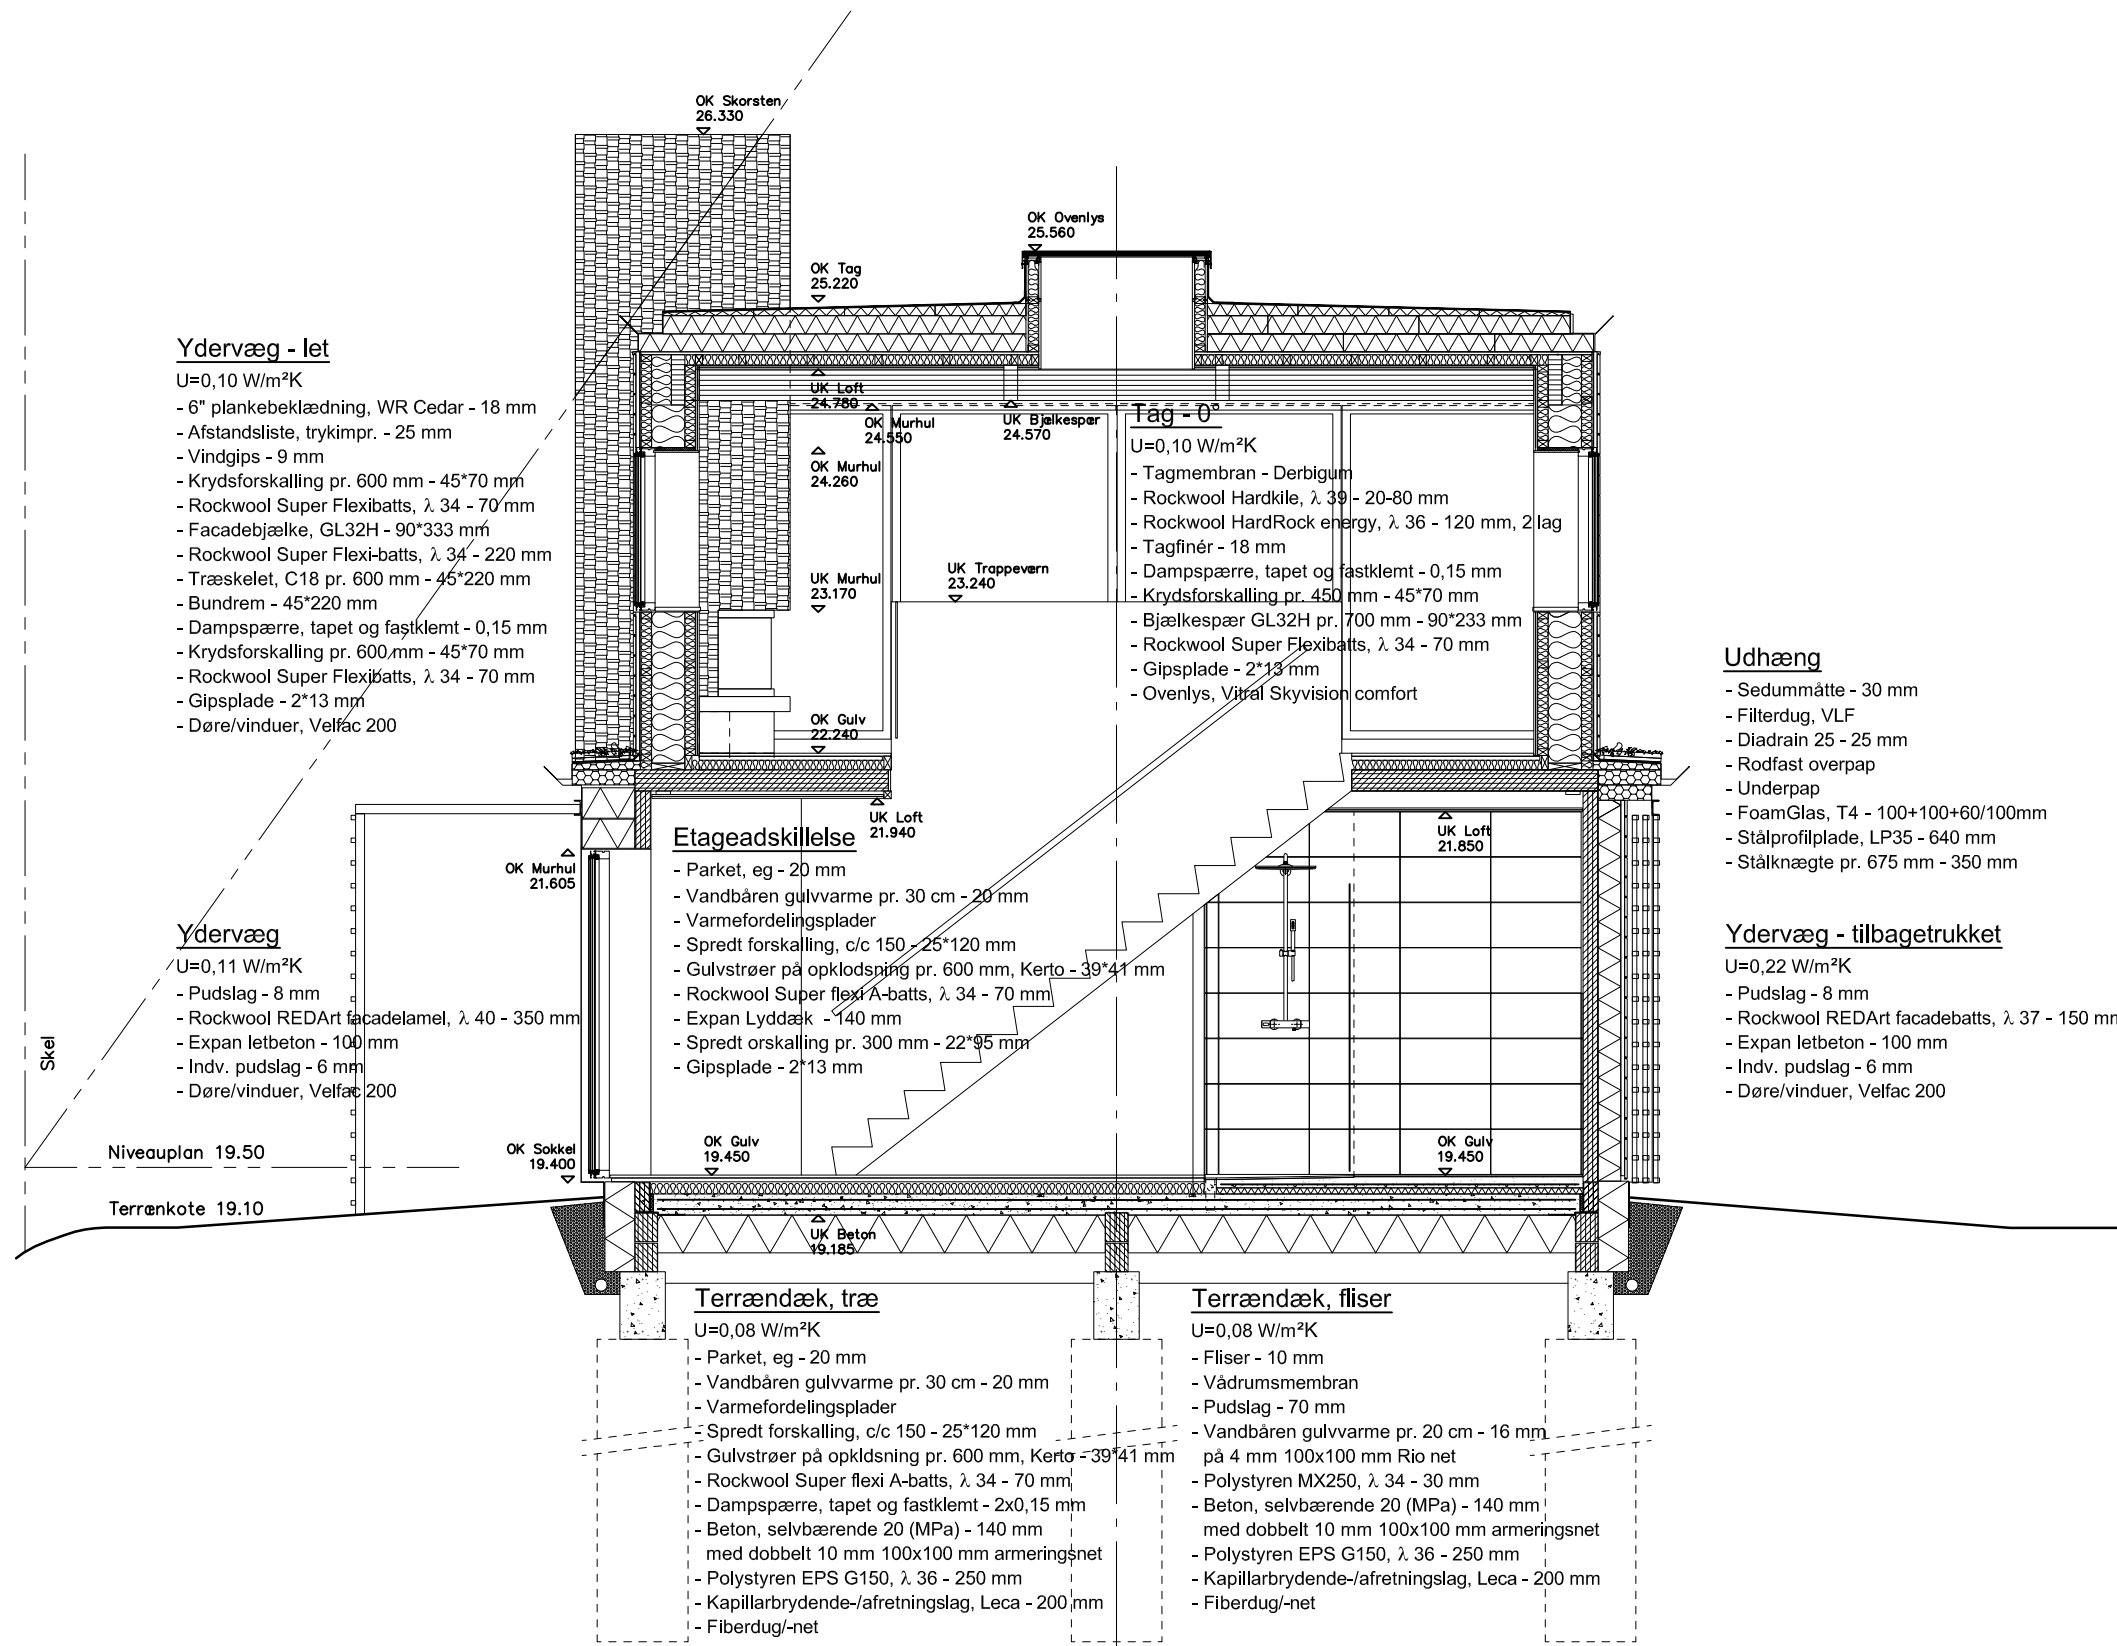 OK Skorsten
26.330
OK Ovenlys
25.560
OK Tag
25.220
Ydervæg - let
U=0,10 W/m²K
- 6" plankebeklædning, WR Cedar - 18 mm
- Afstandsliste, trykimpr. - 25 mm
- Vindgips - 9 mm
- Krydsforskalling pr. 600 mm - 45*70 mm
- Rockwool Super Flexibatts, λ 34 - 70 mm
- Facadebjælke, GL32H - 90*333 mm
- Rockwool Super Flexi-batts, λ 34 - 220 mm
- Træskelet, C18 pr. 600 mm - 45*220 mm
- Bundrem - 45*220 mm
- Dampspærre, tapet og fastklemt - 0,15 mm
- Krydsforskalling pr. 600 mm - 45*70 mm
- Rockwool Super Flexibatts, λ 34 - 70 mm
- Gipsplade - 2*13 mm
- Døre/vinduer, Velfac 200
UK Loft
24.780
OK Murhul
24.550
UK Bjælkespær
24.570
OK Murhul
24.260
UK Murhul
23.170
UK Trappeværn
23.240
OK Gulv
22.240
Tag - 0°
U=0,10 W/m²K
- Tagmembran - Derbigum
- Rockwool Hardkile, λ 39 - 20-80 mm
- Rockwool HardRock energy, λ 36 - 120 mm, 2 lag
- Tagfinér - 18 mm
- Dampspærre, tapet og fastklemt - 0,15 mm
- Krydsforskalling pr. 450 mm - 45*70 mm
- Bjælkespær GL32H pr. 700 mm - 90*233 mm
- Rockwool Super Flexibatts, λ 34 - 70 mm
- Gipsplade - 2*13 mm
- Ovenlys, Vitral Skyvision comfort
Udhæng
- Sedummåtte - 30 mm
- Filterdug, VLF
- Diadrain 25 - 25 mm
- Rodfast overpap
- Underpap
- FoamGlas, T4 - 100+100+60/100mm
- Stålprofilplade, LP35 - 640 mm
- Stålknægte pr. 675 mm - 350 mm
UK Loft
21.940
UK Loft
21.850
OK Murhul
21.605
Etageadskillelse
- Parket, eg - 20 mm
- Vandbåren gulvvarme pr. 30 cm - 20 mm
- Varmefordelingsplader
- Spredt forskalling, c/c 150 - 25*120 mm
- Gulvstrøer på opklodsning pr. 600 mm, Kerto - 39*41 mm
- Rockwool Super flexi A-batts, λ 34 - 70 mm
- Expan Lyddæk - 140 mm
- Spredt orskalling pr. 300 mm - 22*95 mm
- Gipsplade - 2*13 mm
Ydervæg
U=0,11 W/m²K
- Pudslag - 8 mm
- Rockwool REDArt facadelamel, λ 40 - 350 mm
- Expan letbeton - 100 mm
- Indv. pudslag - 6 mm
- Døre/vinduer, Velfac 200
Ydervæg - tilbagetrukket
U=0,22 W/m²K
- Pudslag - 8 mm
- Rockwool REDArt facadebatts, λ 37 - 150 mm
- Expan letbeton - 100 mm
- Indv. pudslag - 6 mm
- Døre/vinduer, Velfac 200
Skel
Niveauplan 19.50
Terrænkote 19.10
OK Sokkel
19.400
OK Gulv
19.450
OK Gulv
19.450
UK Beton
19.185
Terrændæk, træ
U=0,08 W/m²K
- Parket, eg - 20 mm
- Vandbåren gulvvarme pr. 30 cm - 20 mm
- Varmefordelingsplader
- Spredt forskalling, c/c 150 - 25*120 mm
- Gulvstrøer på opkldsning pr. 600 mm, Kerto - 39*41 mm
- Rockwool Super flexi A-batts, λ 34 - 70 mm
- Dampspærre, tapet og fastklemt - 2x0,15 mm
- Beton, selvbærende 20 (MPa) - 140 mm
med dobbelt 10 mm 100x100 mm armeringsnet
- Polystyren EPS G150, λ 36 - 250 mm
- Kapillarbrydende-/afretningslag, Leca - 200 mm
- Fiberdug/-net
Terrændæk, fliser
U=0,08 W/m²K
- Fliser - 10 mm
- Vådrumsmembran
- Pudslag - 70 mm
- Vandbåren gulvvarme pr. 20 cm - 16 mm
på 4 mm 100x100 mm Rio net
- Polystyren MX250, λ 34 - 30 mm
- Beton, selvbærende 20 (MPa) - 140 mm
med dobbelt 10 mm 100x100 mm armeringsnet
- Polystyren EPS G150, λ 36 - 250 mm
- Kapillarbrydende-/afretningslag, Leca - 200 mm
- Fiberdug/-net